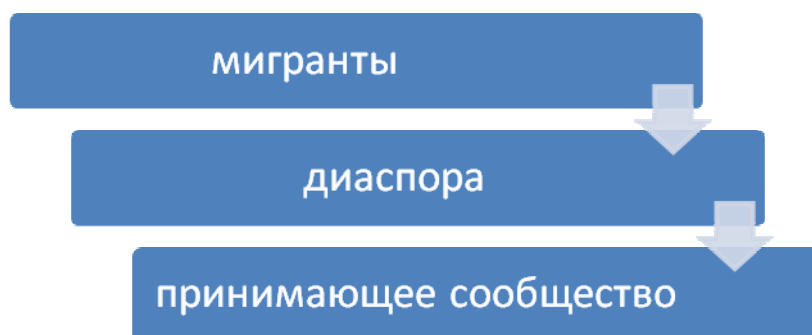 мигранты
диаспора
принимающее сообщество